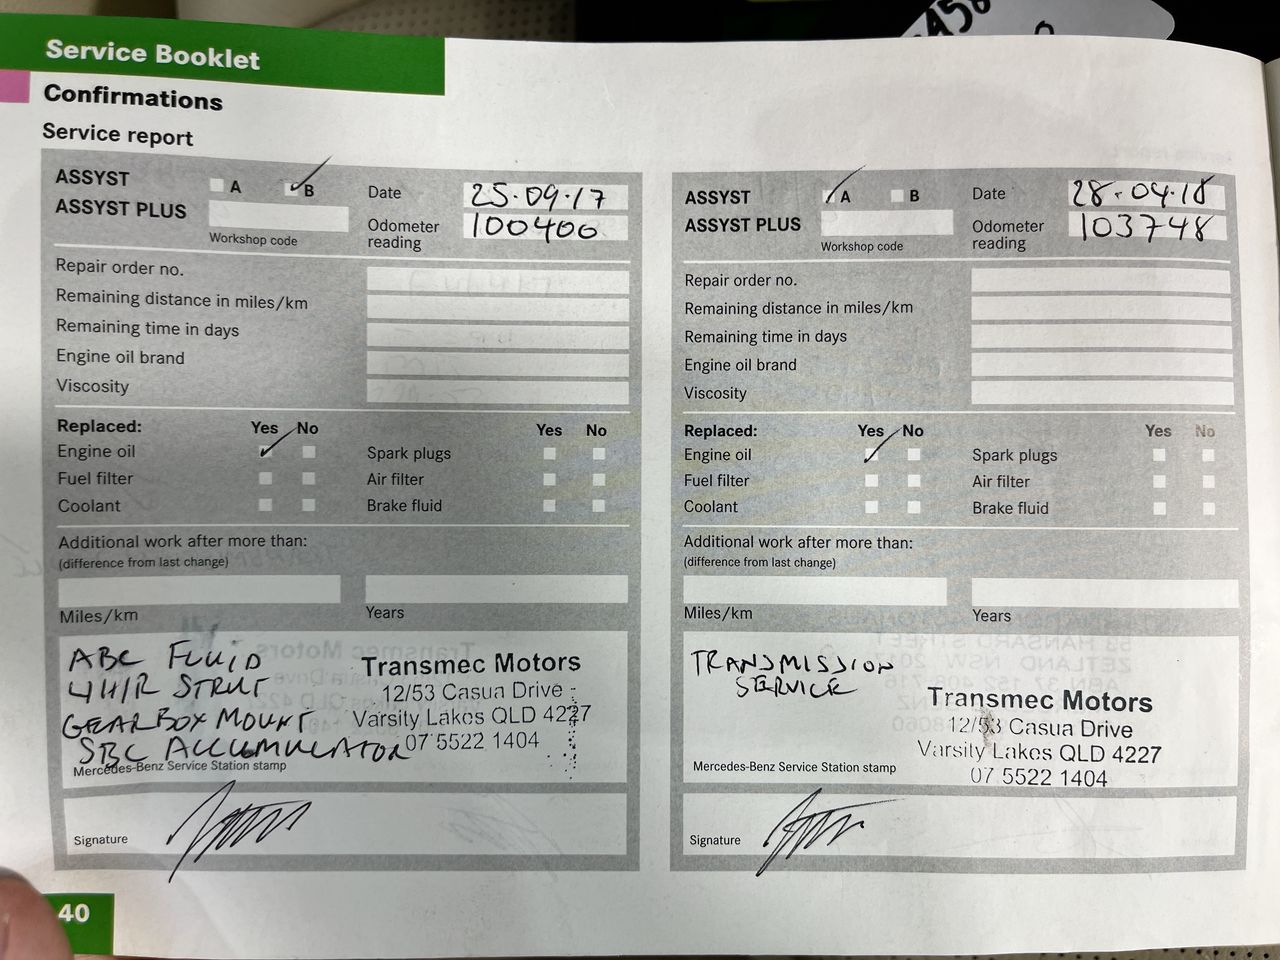 Service Booklet
Confirmations
Service report
ASSYST A B Date 25·09·17
ASSYST PLUS Odometer reading 100400
Workshop code
Repair order no.
Remaining distance in miles/km
Remaining time in days
Engine oil brand
Viscosity
Replaced: Yes No Yes No
Engine oil Spark plugs
Fuel filter Air filter
Coolant Brake fluid
Additional work after more than:
(difference from last change)
Miles/km Years
ABC FLUID
4 H/R STRUT
GEARBOX MOUNT
SBC ACCUMULATOR
Transmec Motors
12/53 Casua Drive
Varsity Lakes QLD 4227
07 5522 1404
Mercedes-Benz Service Station stamp
Signature
ASSYST A B Date 28-04·18
ASSYST PLUS Odometer reading 103748
Workshop code
Repair order no.
Remaining distance in miles/km
Remaining time in days
Engine oil brand
Viscosity
Replaced: Yes No Yes No
Engine oil Spark plugs
Fuel filter Air filter
Coolant Brake fluid
Additional work after more than:
(difference from last change)
Miles/km Years
TRANSMISSION
SERVICE
Transmec Motors
12/53 Casua Drive
Varsity Lakes QLD 4227
07 5522 1404
Mercedes-Benz Service Station stamp
Signature
40